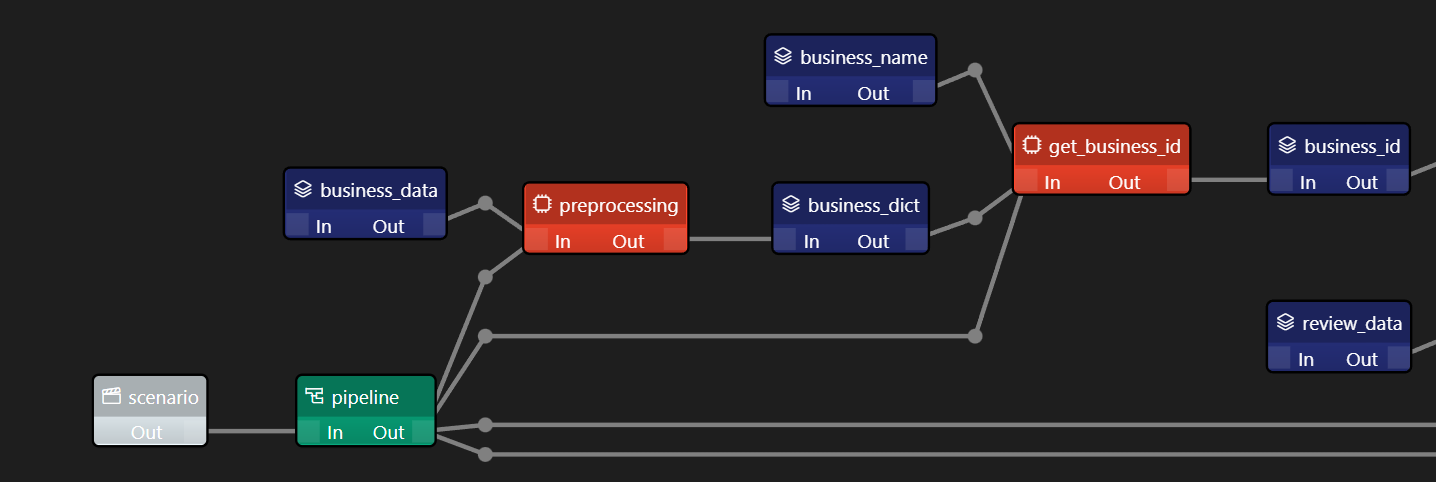 business_name
In Out
get_business_id
In Out
business_id
In Out
business_data
In Out
preprocessing
In Out
business_dict
In Out
review_data
In Out
scenario
Out
pipeline
In Out